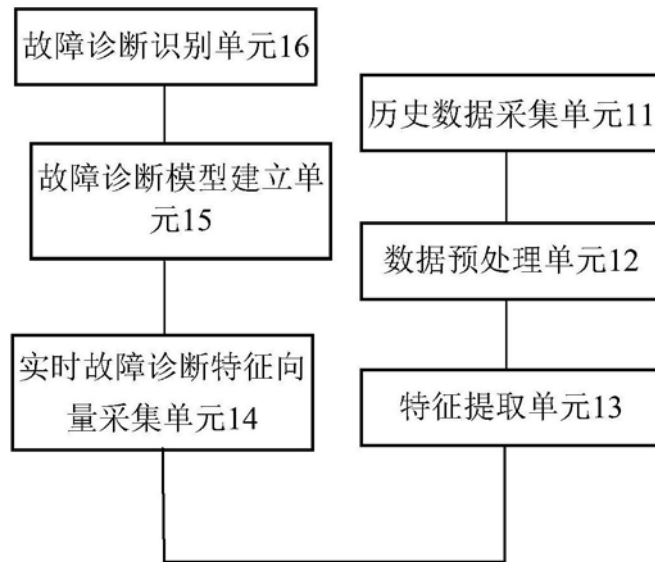 故障诊断识别单元16
历史数据采集单元11
故障诊断模型建立单
元15
数据预处理单元12
实时故障诊断特征向
量采集单元14
特征提取单元13